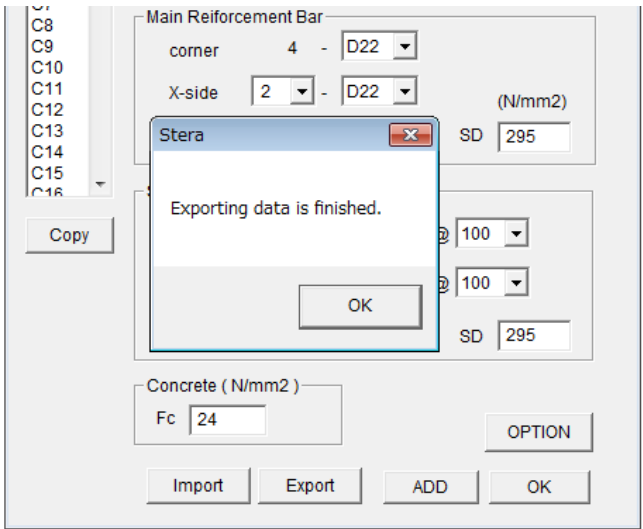 C8
C9
C10
C11
C12
C13
C14
C15
C16
Copy
Main Reiforcement Bar
corner 4 - D22
X-side 2 - D22
(N/mm2)
SD 295
Stera
Exporting data is finished.
OK
@ 100
@ 100
SD 295
Concrete ( N/mm2 )
Fc 24
OPTION
Import Export ADD OK